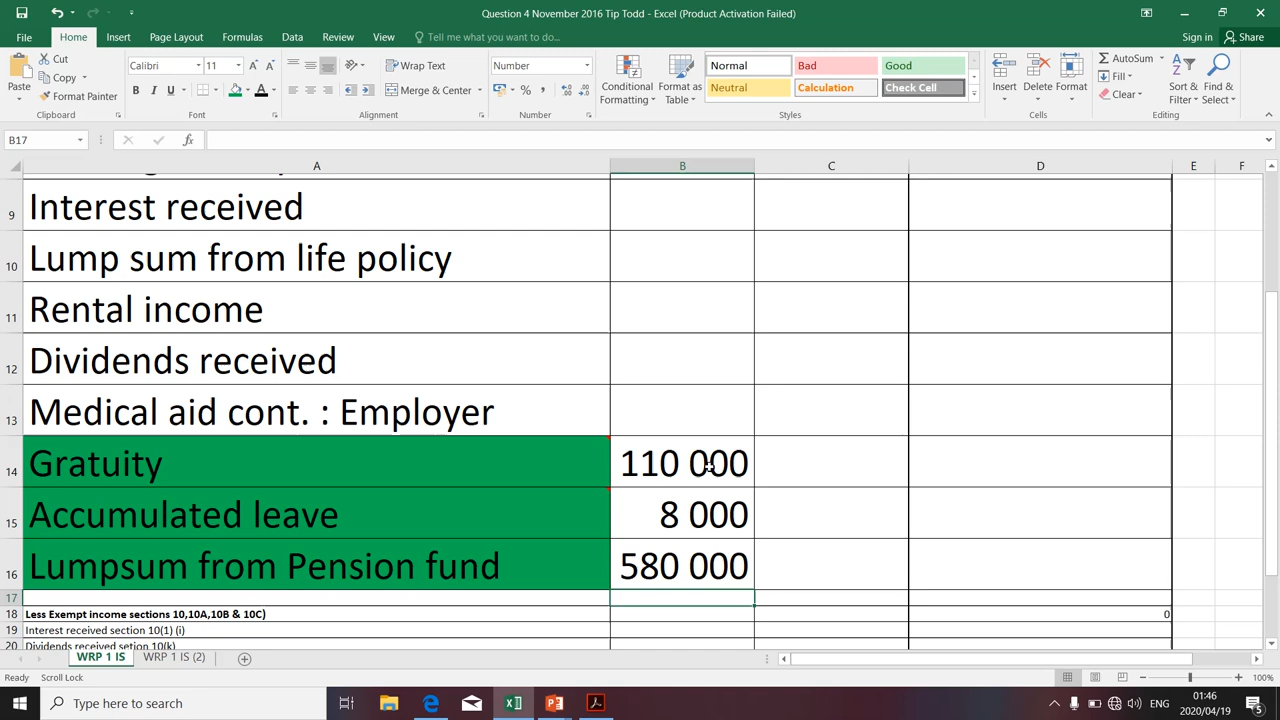 Question 4 November 2016 Tip Todd - Excel (Product Activation Failed)
File Home Insert Page Layout Formulas Data Review View Tell me what you want to do... Sign in Share
Cut
Copy
Format Painter
Paste
Clipboard
Calibri 11
B I U
Font
Wrap Text
Merge & Center
Alignment
Number
%
Number
Conditional Formatting
Format as Table
Normal Bad Good
Neutral Calculation Check Cell
Styles
Insert Delete Format
Cells
AutoSum
Fill
Clear
Sort & Filter
Find & Select
Editing
B17 fx
A B C D E F
9 Interest received
10 Lump sum from life policy
11 Rental income
12 Dividends received
13 Medical aid cont. : Employer
14 Gratuity 110 000
15 Accumulated leave 8 000
16 Lumpsum from Pension fund 580 000
17
18 Less Exempt income sections 10,10A,10B & 10C) 0
19 Interest received section 10(1) (i)
20 Dividends received setion 10(k)
WRP 1 IS WRP 1 IS (2)
Ready Scroll Lock 100%
Type here to search
ENG
01:46
2020/04/19
5